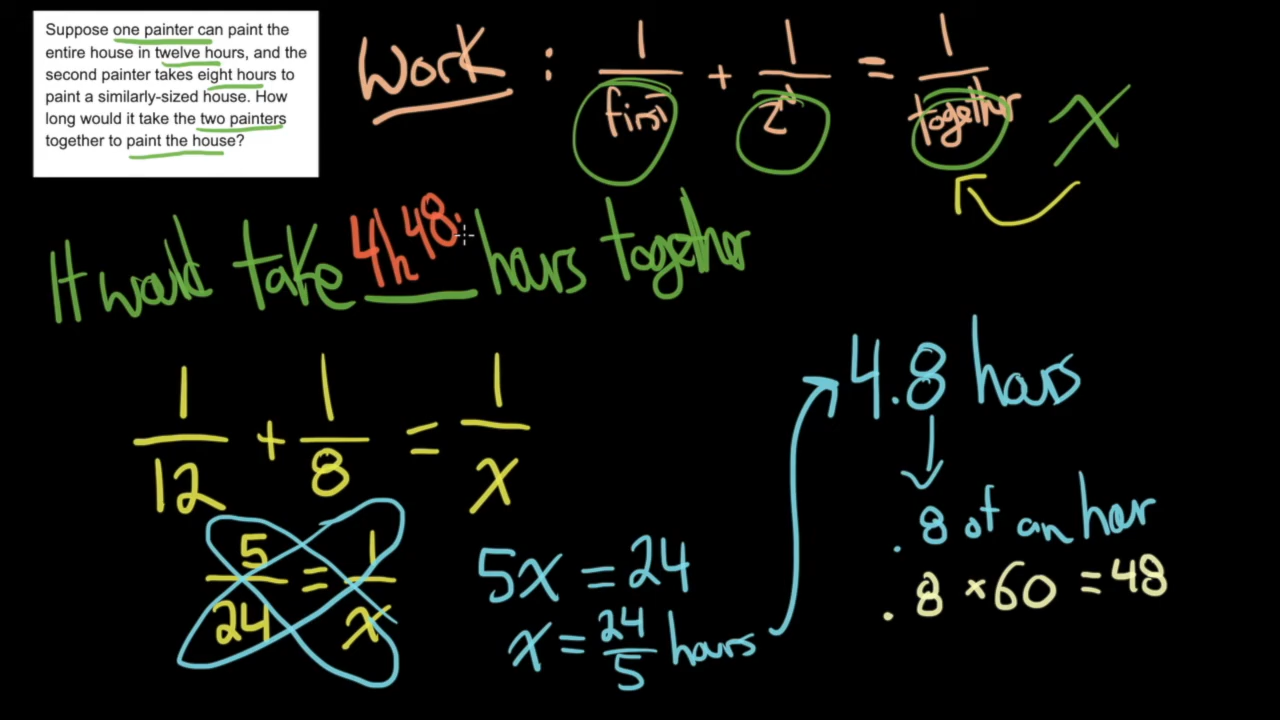 Suppose one painter can paint the
entire house in twelve hours, and the
second painter takes eight hours to
paint a similarly-sized house. How
long would it take the two painters
together to paint the house?
Work : 1/first + 1/2nd = 1/together x
It would take 4h 48: hours together
1/12 + 1/8 = 1/x
5/24 = 1/x
5x = 24
x = 24/5 hours
4.8 hours
.8 of an hour
.8 × 60 = 48